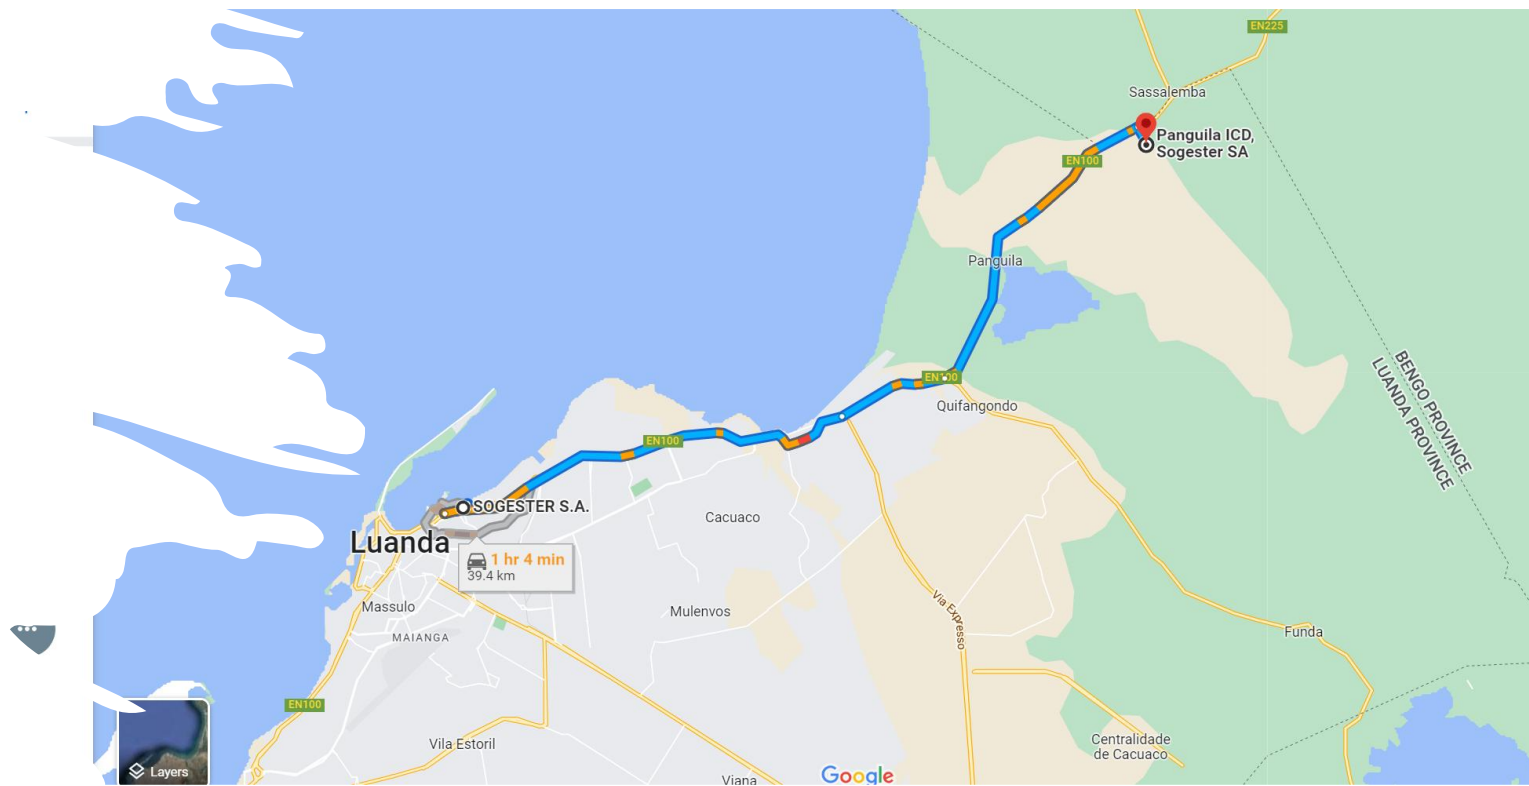 EN225
Sassalemba
Panguila ICD,
Sogester SA
EN100
Panguila
BENGO PROVINCE
LUANDA PROVINCE
EN100
Quifangondo
EN100
SOGESTER S.A.
Cacuaco
Luanda
1 hr 4 min
39.4 km
Via Expresso
Massulo
Mulenvos
MAIANGA
Funda
EN100
Vila Estoril
Centralidade
de Cacuaco
Layers
Viana
Google